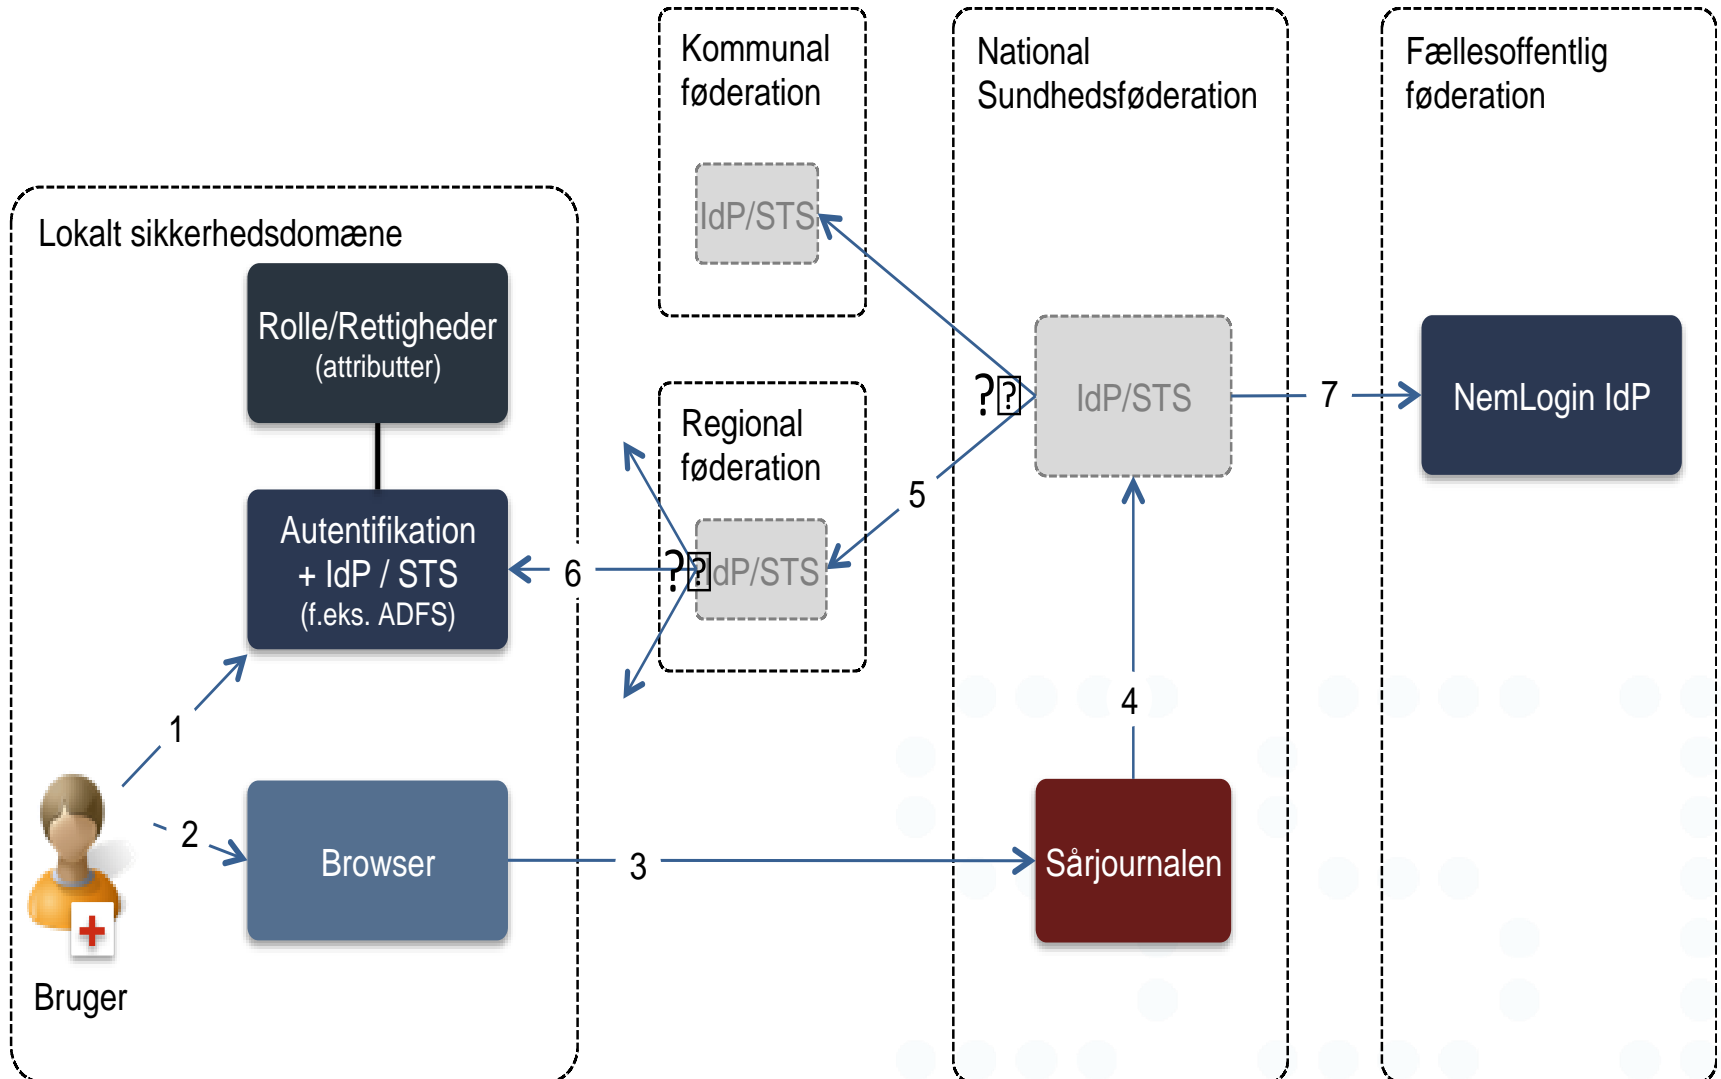 Kommunal
føderation
IdP/STS
National
Sundhedsføderation
Fællesoffentlig
føderation
Lokalt sikkerhedsdomæne
Rolle/Rettigheder
(attributter)
Autentifikation
+ IdP / STS
(f.eks. ADFS)
Regional
føderation
IdP/STS
??
??
IdP/STS
NemLogin IdP
7
5
6
4
1
2
3
Browser
Sårjournalen
Bruger